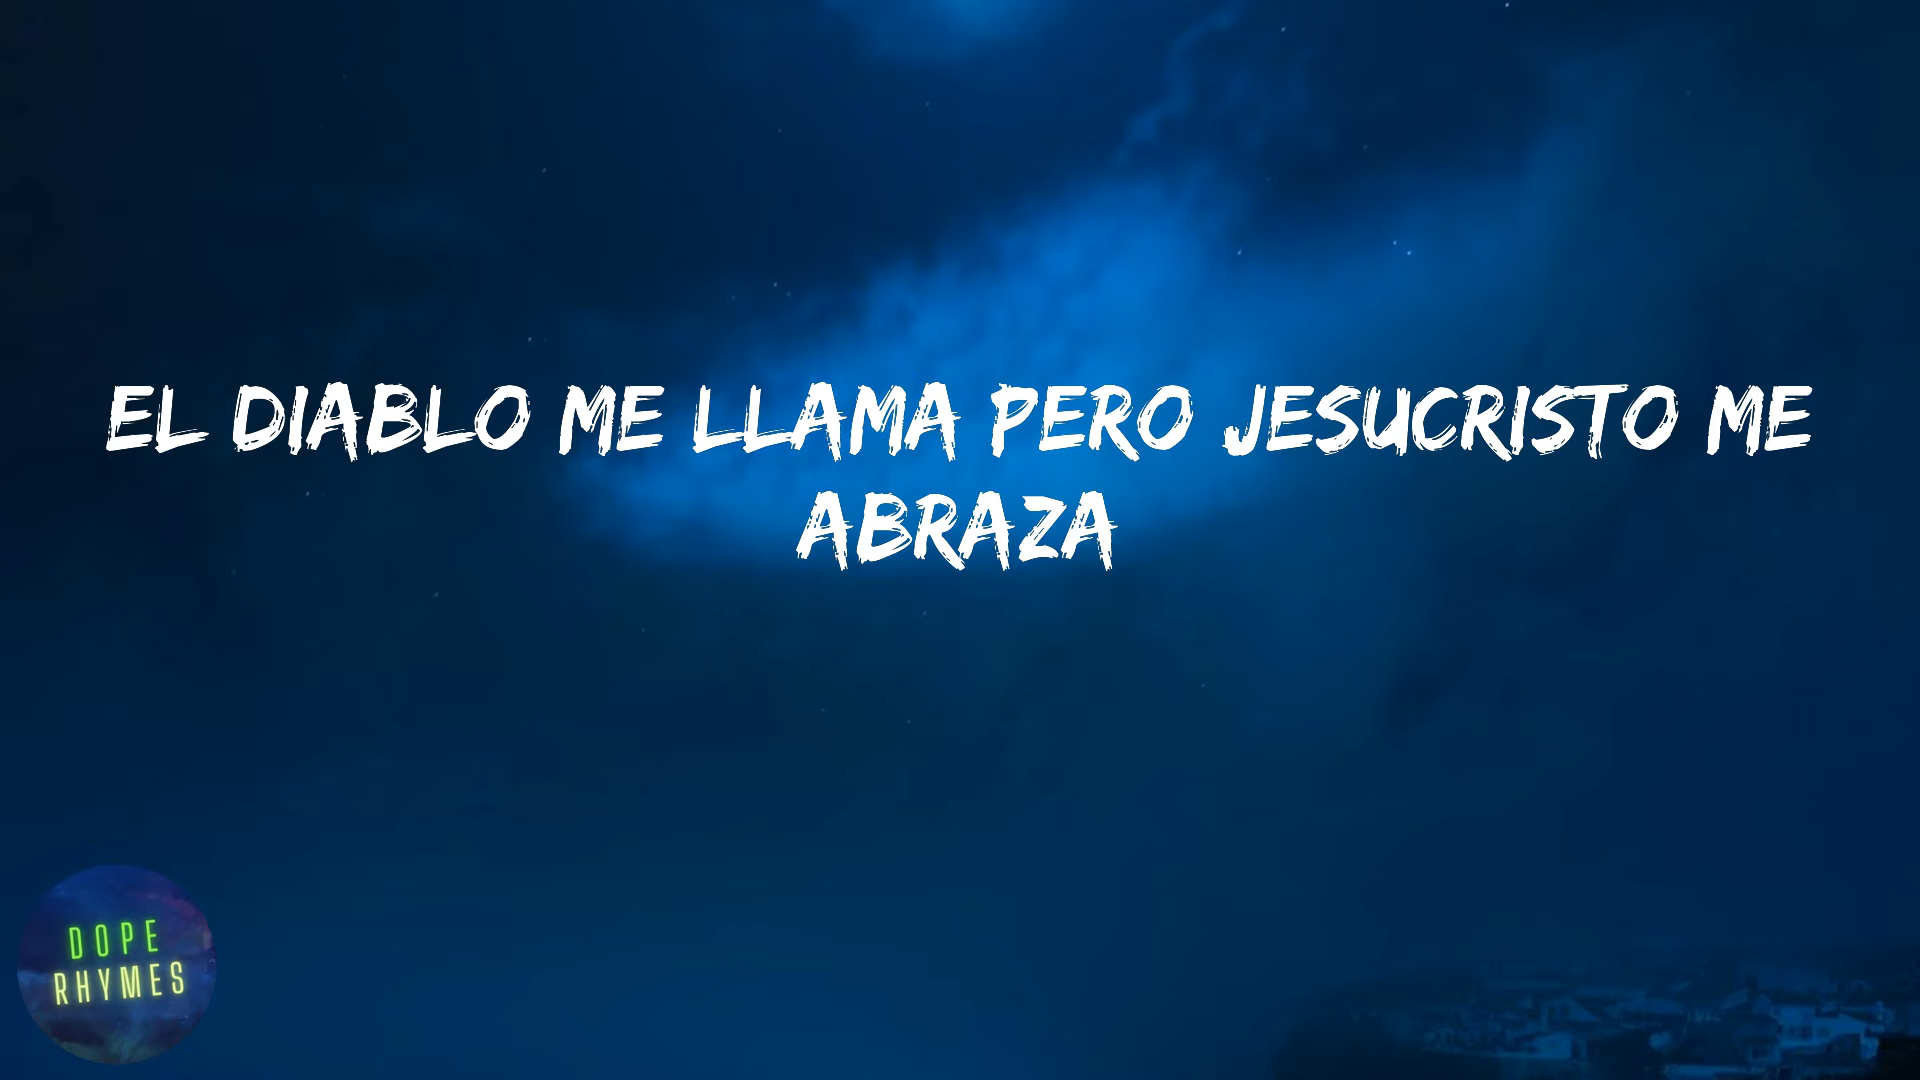 EL DIABLO ME LLAMA PERO JESUCRISTO ME
ABRAZA
DOPE
RHYMES